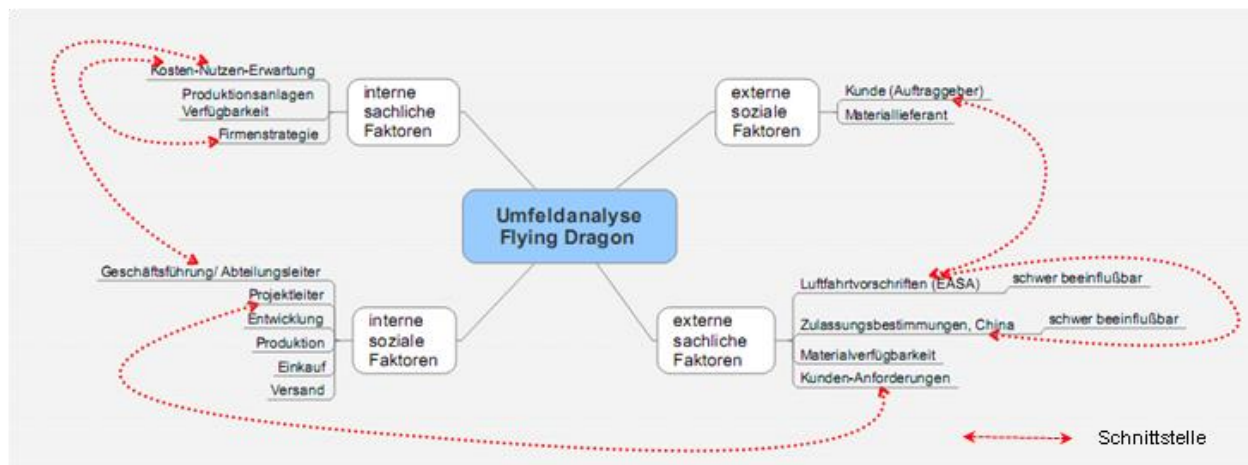 Kosten-Nutzen-Erwartung
Produktionsanlagen
Verfügbarkeit
Firmenstrategie
interne
sachliche
Faktoren
externe
soziale
Faktoren
Kunde (Auftraggeber)
Materiallieferant
Umfeldanalyse
Flying Dragon
Geschäftsführung/ Abteilungsleiter
Projektleiter
Entwicklung
Produktion
Einkauf
Versand
interne
soziale
Faktoren
externe
sachliche
Faktoren
Luftfahrtvorschriften (EASA)
schwer beeinflußbar
Zulassungsbestimmungen, China
schwer beeinflußbar
Materialverfügbarkeit
Kunden-Anforderungen
Schnittstelle